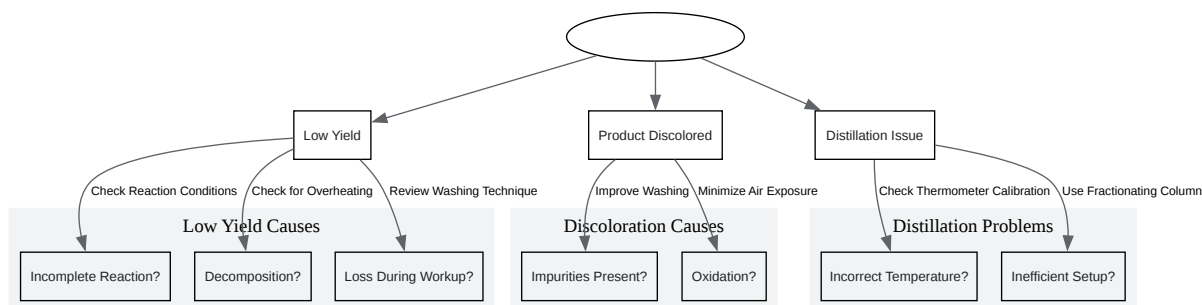 Low Yield
Product Discolored
Distillation Issue
Check Reaction Conditions
Check for Overheating
Review Washing Technique
Improve Washing
Minimize Air Exposure
Check Thermometer Calibration
Use Fractionating Column
Low Yield Causes
Discoloration Causes
Distillation Problems
Incomplete Reaction?
Decomposition?
Loss During Workup?
Impurities Present?
Oxidation?
Incorrect Temperature?
Inefficient Setup?